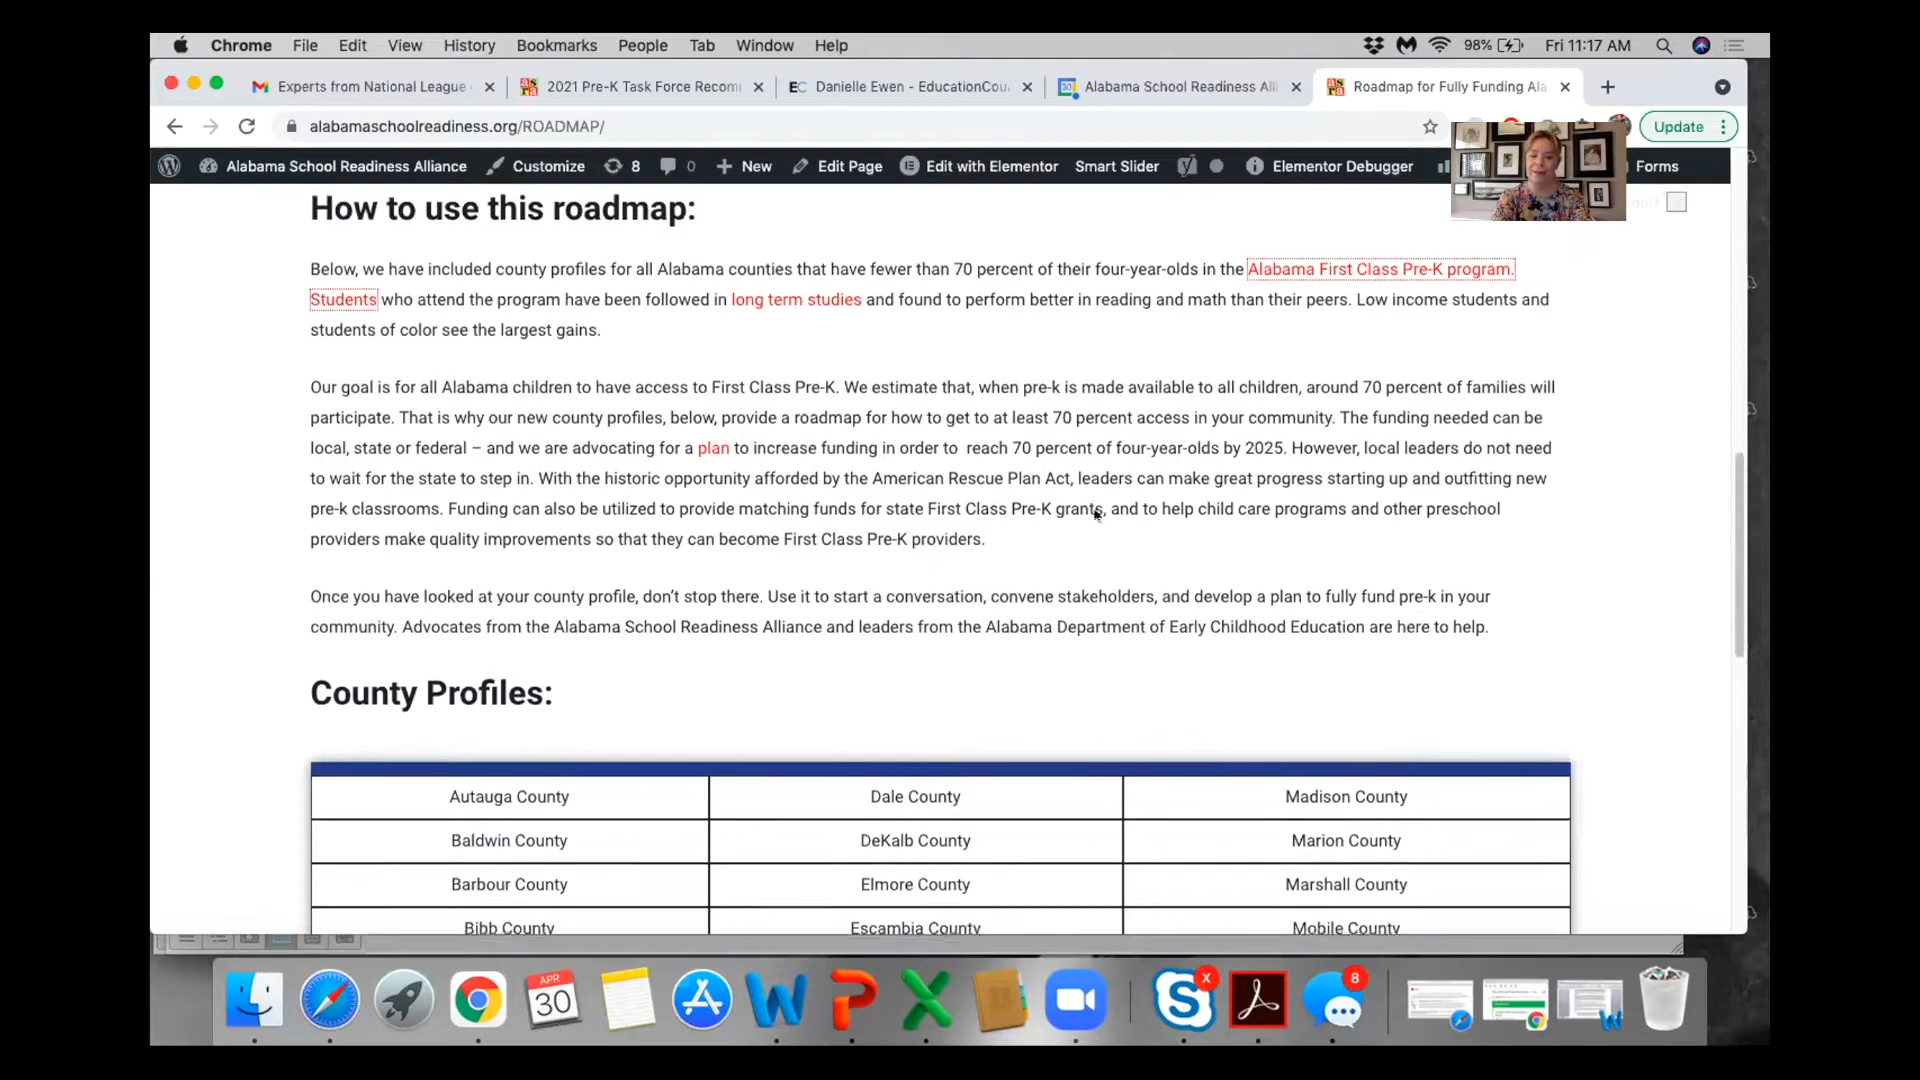 Chrome File Edit View History Bookmarks People Tab Window Help 98% Fri 11:17 AM
Experts from National League 2021 Pre-K Task Force Recom EC Danielle Ewen - EducationCou 30 Alabama School Readiness Alli Roadmap for Fully Funding Ala
alabamaschoolreadiness.org/ROADMAP/ Update
Alabama School Readiness Alliance Customize 8 0 New Edit Page Edit with Elementor Smart Slider Elementor Debugger Forms
How to use this roadmap:
Below, we have included county profiles for all Alabama counties that have fewer than 70 percent of their four-year-olds in the Alabama First Class Pre-K program.
Students who attend the program have been followed in long term studies and found to perform better in reading and math than their peers. Low income students and
students of color see the largest gains.
Our goal is for all Alabama children to have access to First Class Pre-K. We estimate that, when pre-k is made available to all children, around 70 percent of families will
participate. That is why our new county profiles, below, provide a roadmap for how to get to at least 70 percent access in your community. The funding needed can be
local, state or federal – and we are advocating for a plan to increase funding in order to reach 70 percent of four-year-olds by 2025. However, local leaders do not need
to wait for the state to step in. With the historic opportunity afforded by the American Rescue Plan Act, leaders can make great progress starting up and outfitting new
pre-k classrooms. Funding can also be utilized to provide matching funds for state First Class Pre-K grants, and to help child care programs and other preschool
providers make quality improvements so that they can become First Class Pre-K providers.
Once you have looked at your county profile, don't stop there. Use it to start a conversation, convene stakeholders, and develop a plan to fully fund pre-k in your
community. Advocates from the Alabama School Readiness Alliance and leaders from the Alabama Department of Early Childhood Education are here to help.
County Profiles:
Autauga County Dale County Madison County
Baldwin County DeKalb County Marion County
Barbour County Elmore County Marshall County
Bibb County Escambia County Mobile County
APR 30 X 8